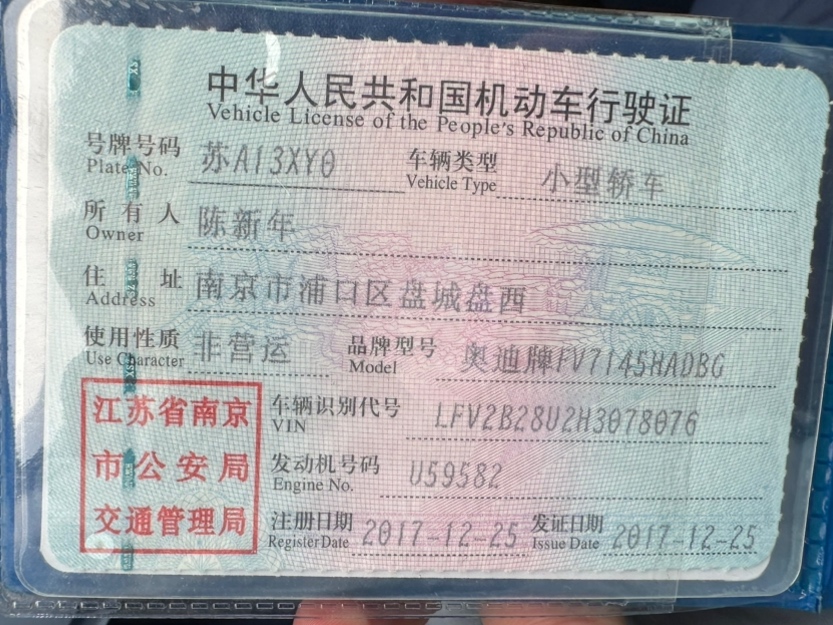 中华人民共和国机动车行驶证
Vehicle License of the People's Republic of China
号牌号码 苏A13XY0 车辆类型 小型轿车
Plate No. Vehicle Type
所有人 陈新年
Owner
住址 南京市浦口区盘城盘西
Address
使用性质 非营运 品牌型号 奥迪牌FV7145HADBG
Use Character Model
江苏省南京 车辆识别代号 LFV2B28U2H3078076
VIN
市公安局 发动机号码 U59582
Engine No.
交通管理局 注册日期 2017-12-25 发证日期 2017-12-25
Register Date Issue Date